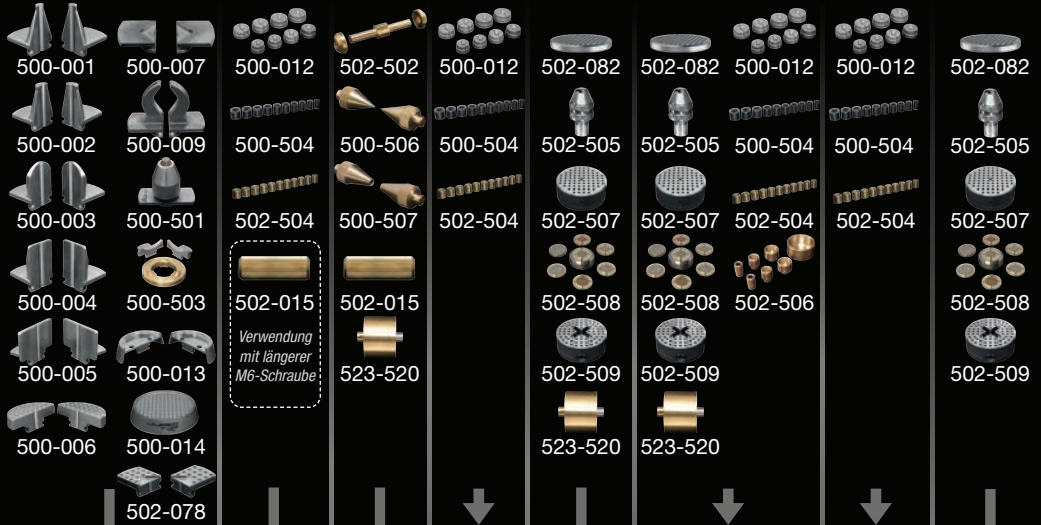 500-001 500-007 500-012 502-502 500-012 502-082 502-082 500-012 500-012 502-082
500-002 500-009 500-504 500-506 500-504 502-505 502-505 500-504 500-504 502-505
500-003 500-501 502-504 500-507 502-504 502-507 502-507 502-504 502-504 502-507
500-004 500-503 502-015 502-015 502-508 502-508 502-506 502-508
500-005 500-013 Verwendung
mit längerer
M6-Schraube 523-520 502-509 502-509 502-509
500-006 500-014 523-520 523-520
502-078